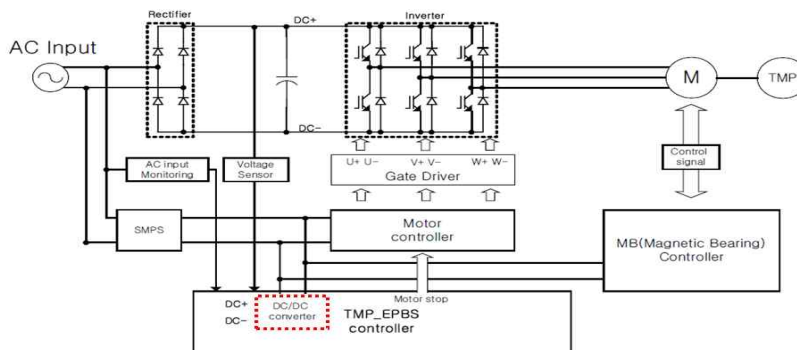 Rectifier
DC+
Inverter
AC Input
M
TMP
DC-
AC input
Monitoring
Voltage
Sensor
U+ U-
V+ V-
W+ W-
Gate Driver
Control
signal
SMPS
Motor
controller
MB(Magnetic Bearing)
Controller
Motor stop
DC+
DC-
DC/DC
converter
TMP_EPBS
controller